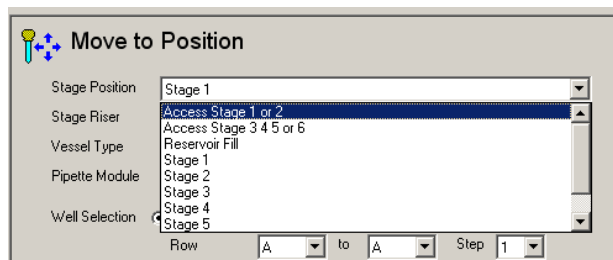 Move to Position
Stage Position Stage 1
Stage Riser Access Stage 1 or 2
Access Stage 3 4 5 or 6
Vessel Type Reservoir Fill
Stage 1
Pipette Module Stage 2
Stage 3
Stage 4
Well Selection Stage 5
Row A to A Step 1